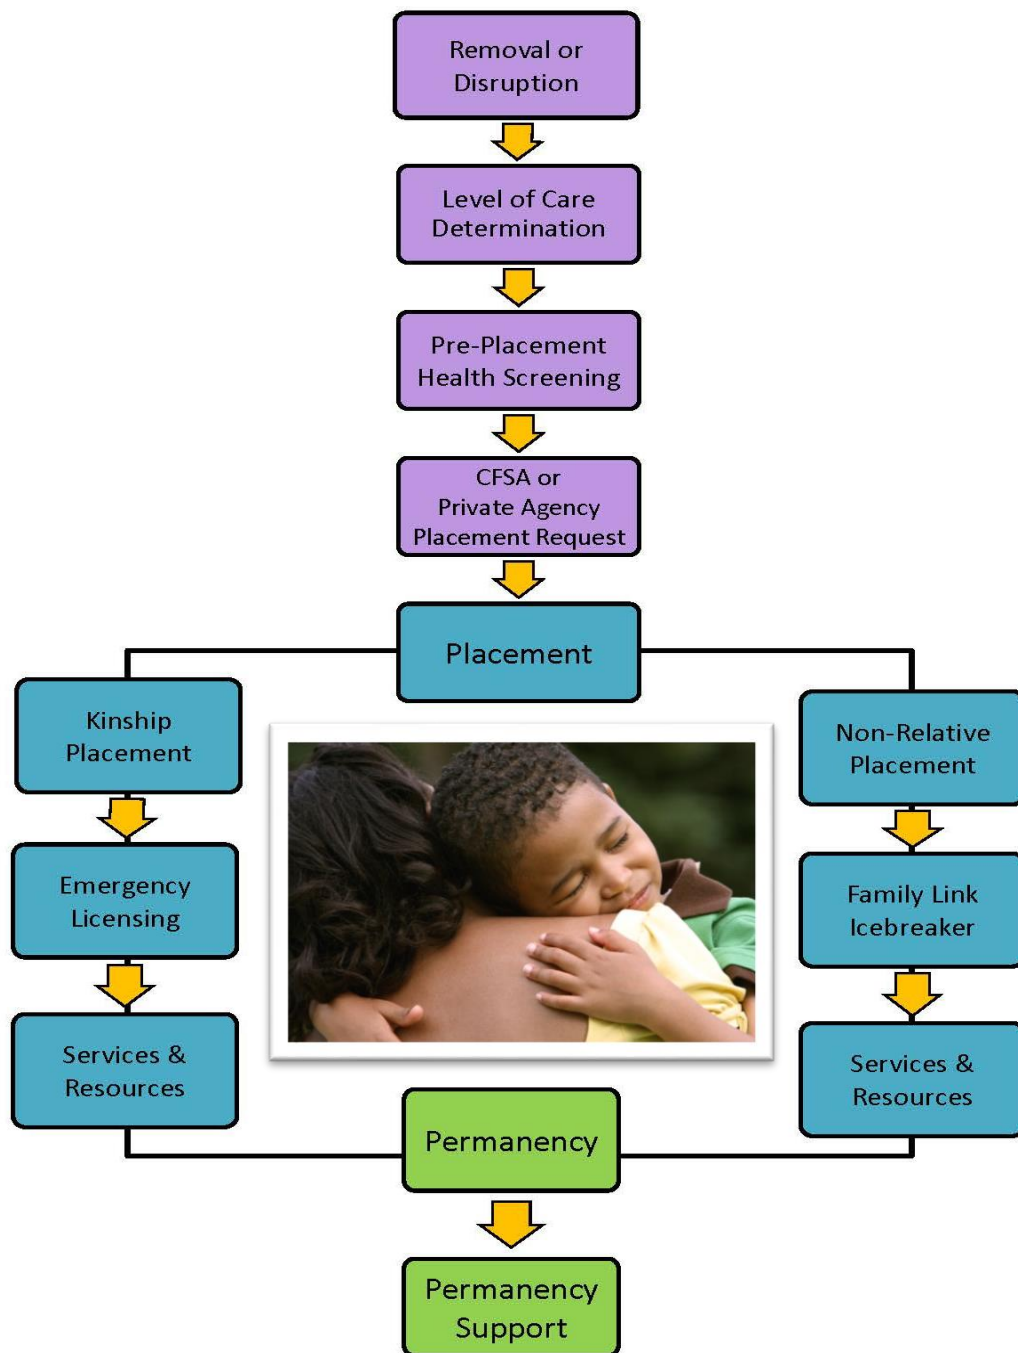 Removal or
Disruption
Level of Care
Determination
Pre-Placement
Health Screening
CFSA or
Private Agency
Placement Request
Placement
Kinship
Placement
Emergency
Licensing
Services &
Resources
Non-Relative
Placement
Family Link
Icebreaker
Services &
Resources
Permanency
Permanency
Support